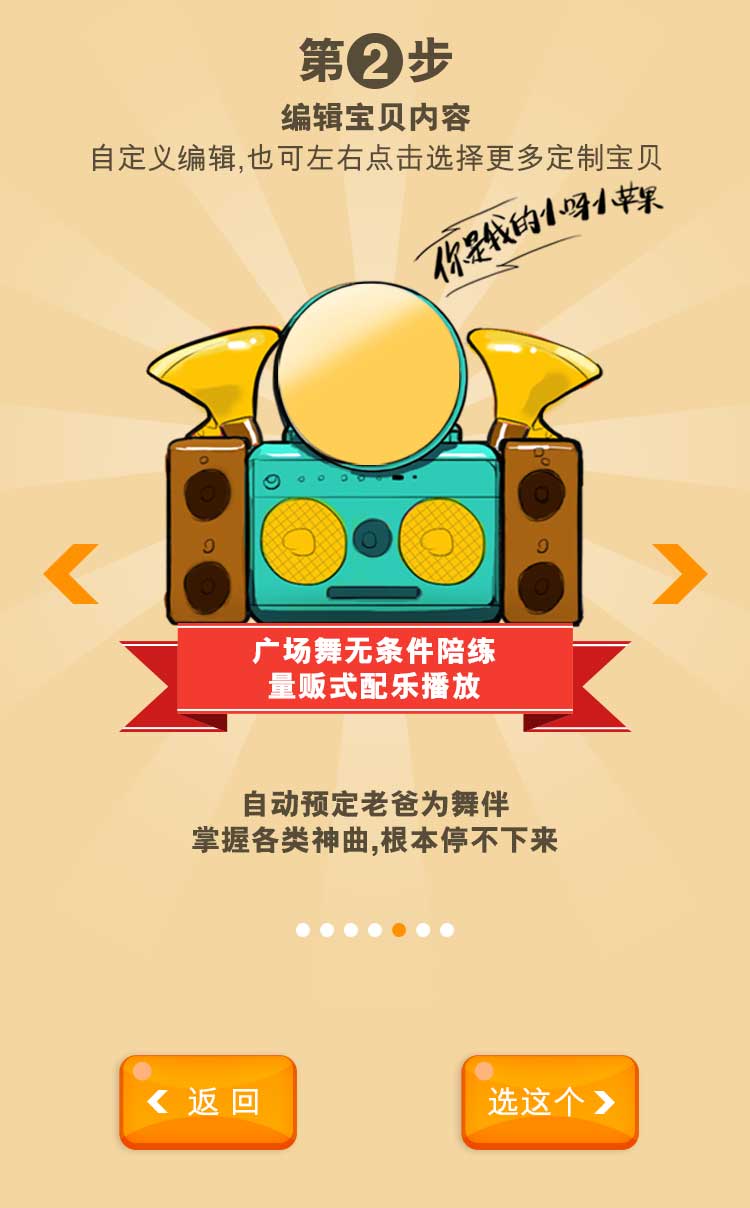 第2步
编辑宝贝内容
自定义编辑,也可左右点击选择更多定制宝贝
你是我的小呀小苹果
广场舞无条件陪练
量贩式配乐播放
自动预定老爸为舞伴
掌握各类神曲,根本停不下来
返回
选这个